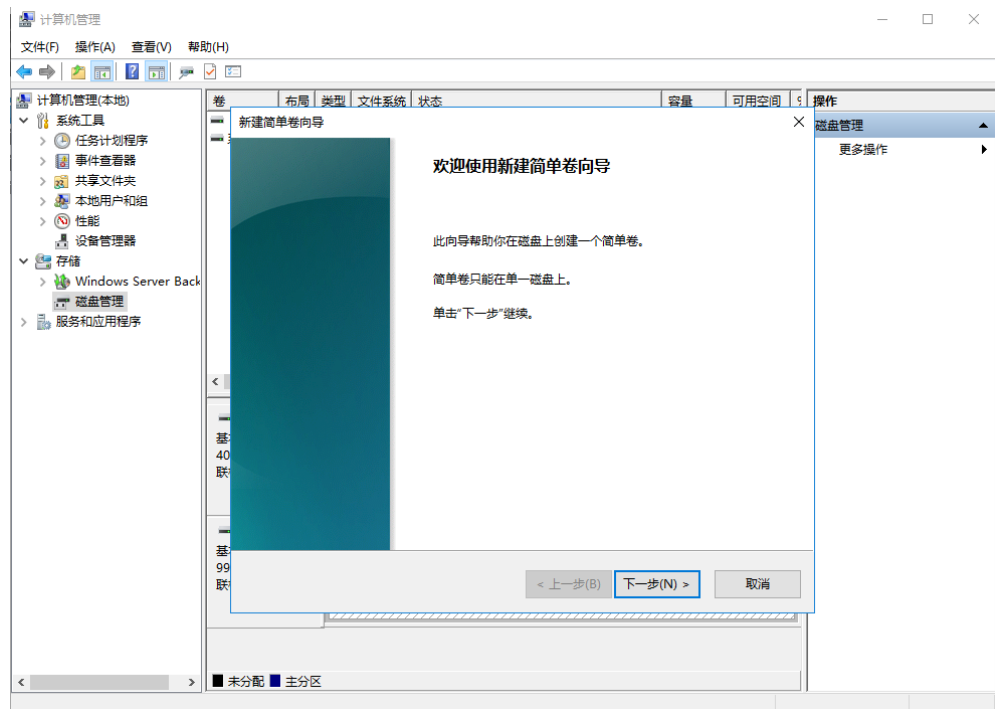 计算机管理
文件(F) 操作(A) 查看(V) 帮助(H)
计算机管理(本地)
系统工具
任务计划程序
事件查看器
共享文件夹
本地用户和组
性能
设备管理器
存储
Windows Server Back
磁盘管理
服务和应用程序
卷 布局 类型 文件系统 状态 容量 可用空间
新建简单卷向导
欢迎使用新建简单卷向导
此向导帮助你在磁盘上创建一个简单卷。
简单卷只能在单一磁盘上。
单击"下一步"继续。
< 上一步(B) 下一步(N) > 取消
基
40
联
基
99
联
未分配 主分区
操作
磁盘管理
更多操作